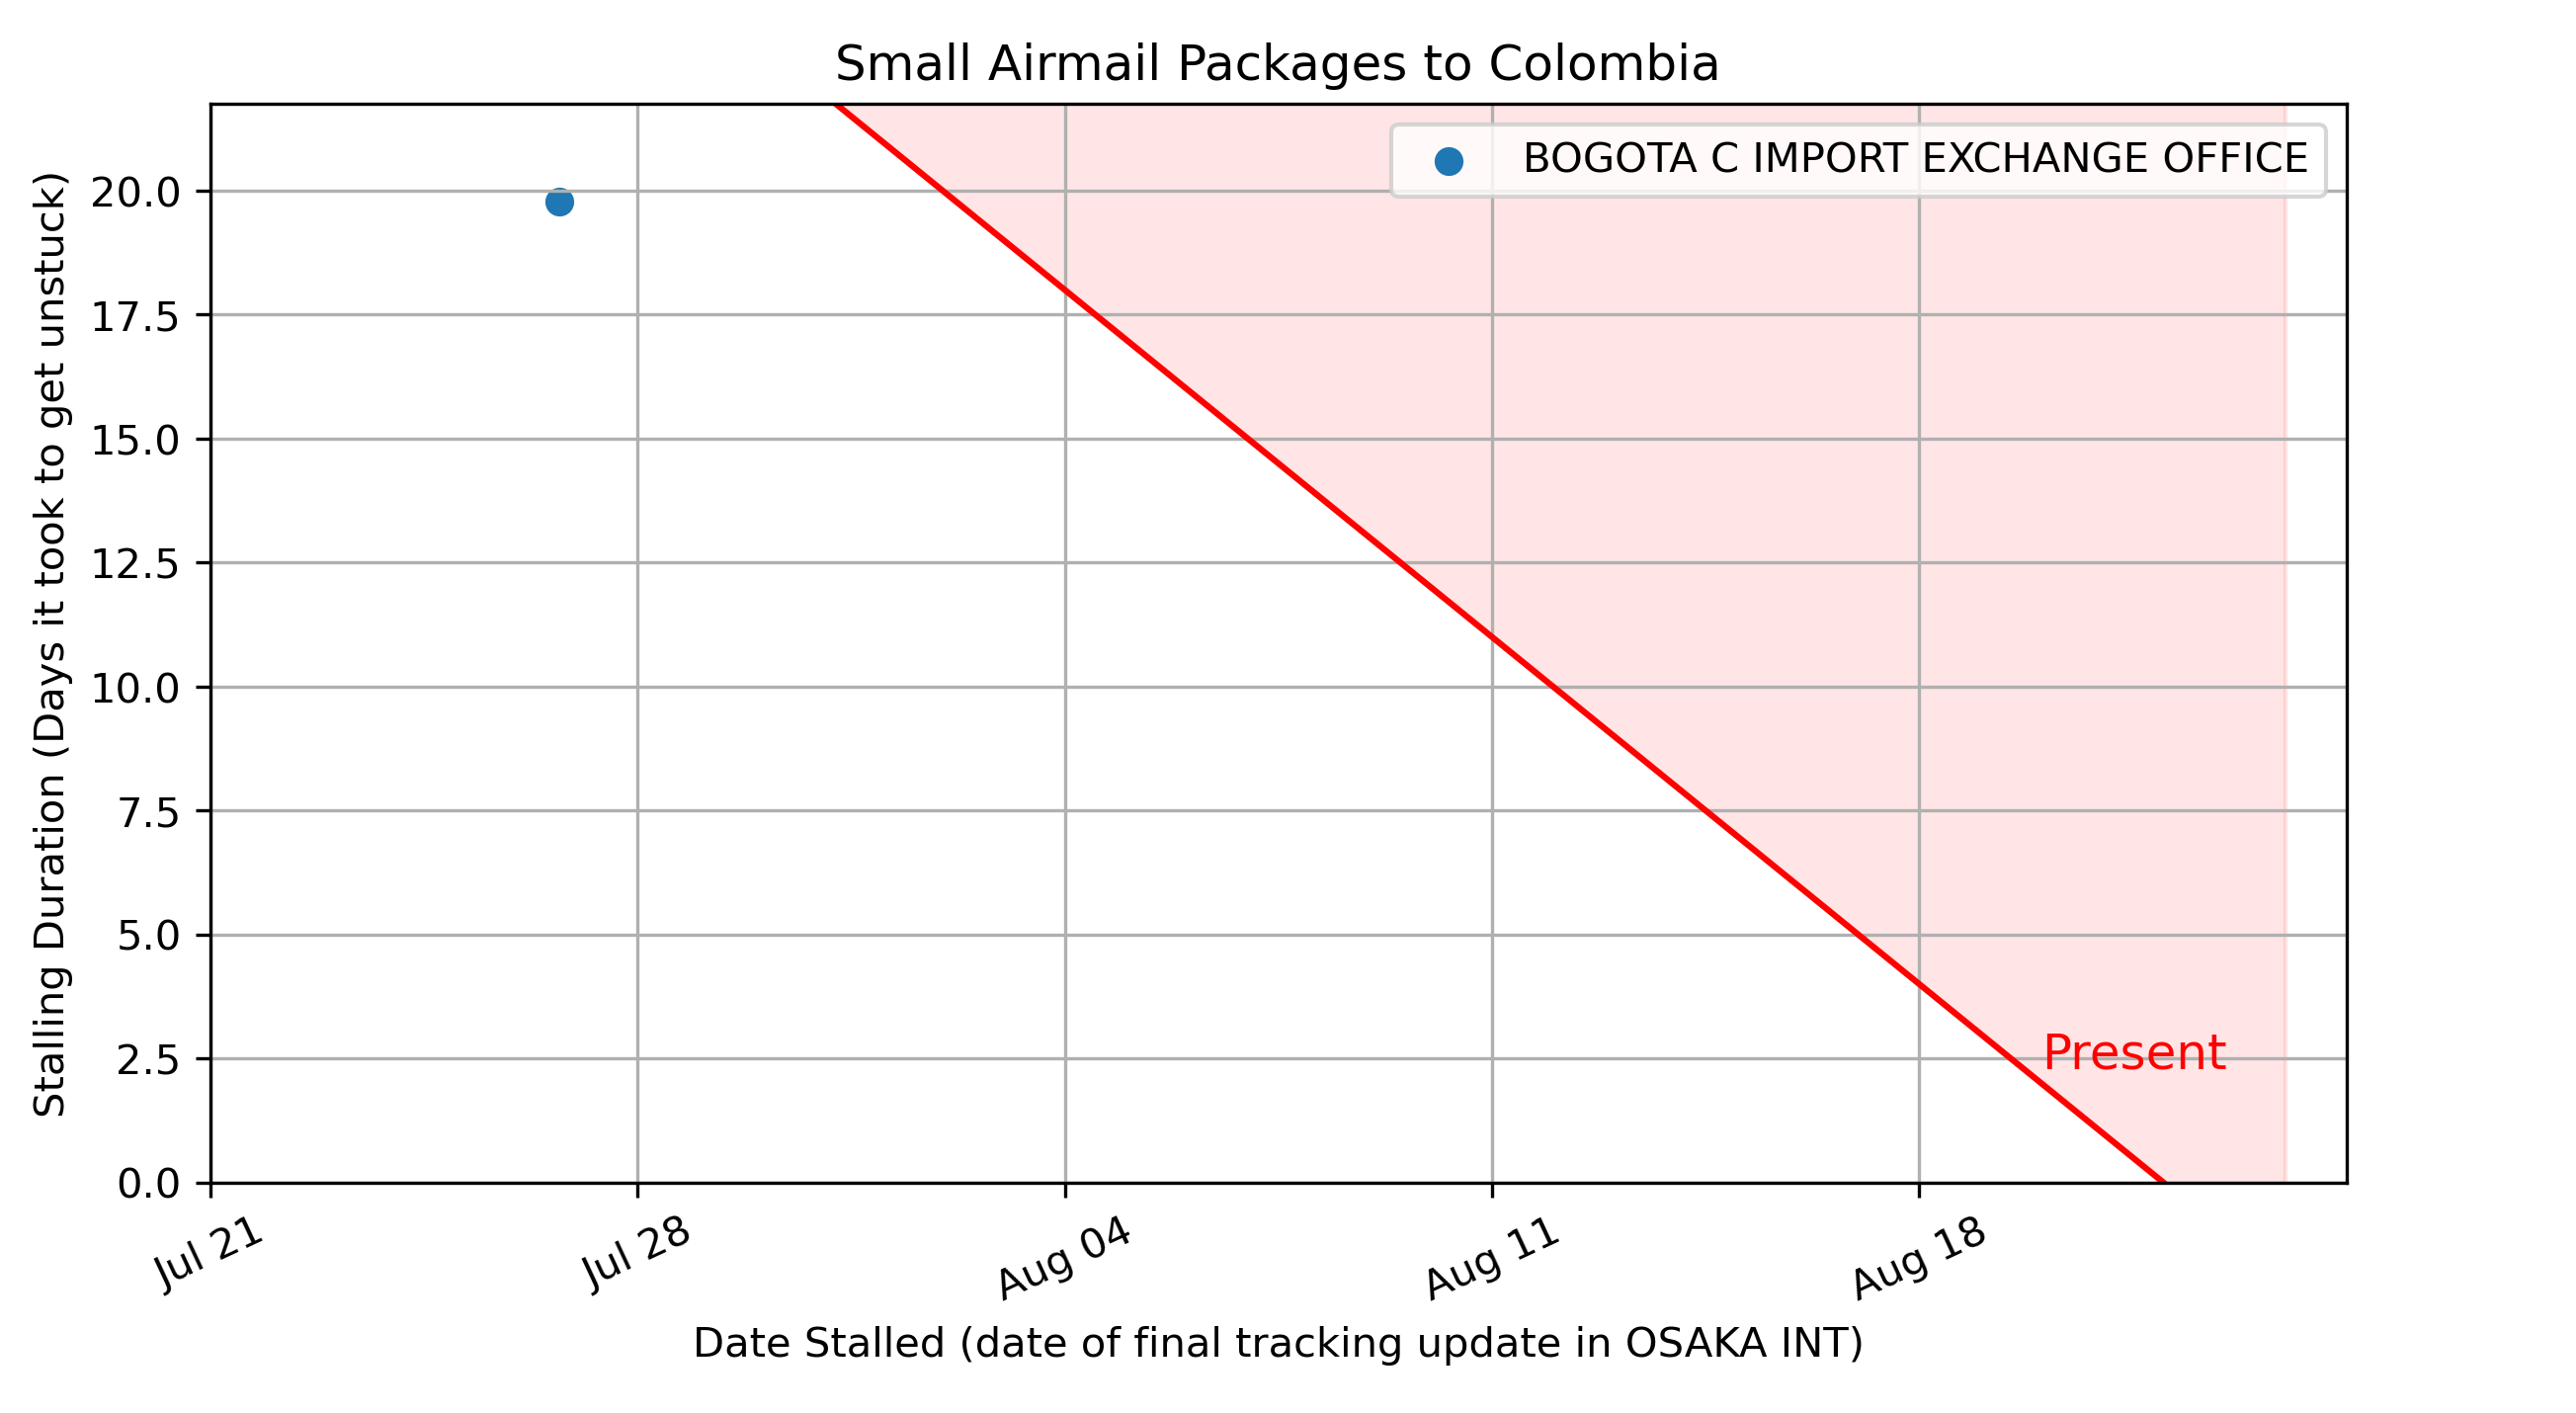 Small Airmail Packages to Colombia
BOGOTA C IMPORT EXCHANGE OFFICE
Stalling Duration (Days it took to get unstuck)
20.0
17.5
15.0
12.5
10.0
7.5
5.0
2.5
0.0
Present
Jul 21
Jul 28
Aug 04
Aug 11
Aug 18
Date Stalled (date of final tracking update in OSAKA INT)